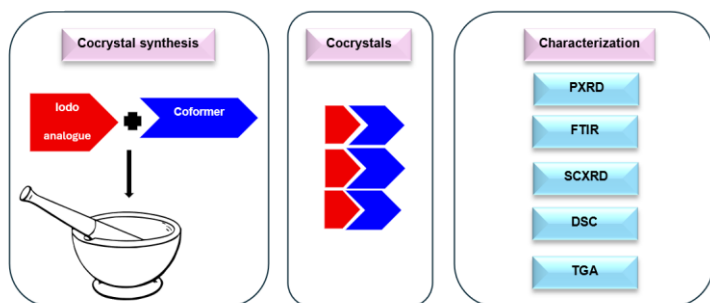 Cocrystal synthesis
Iodo
analogue
Coformer
Cocrystals
Characterization
PXRD
FTIR
SCXRD
DSC
TGA